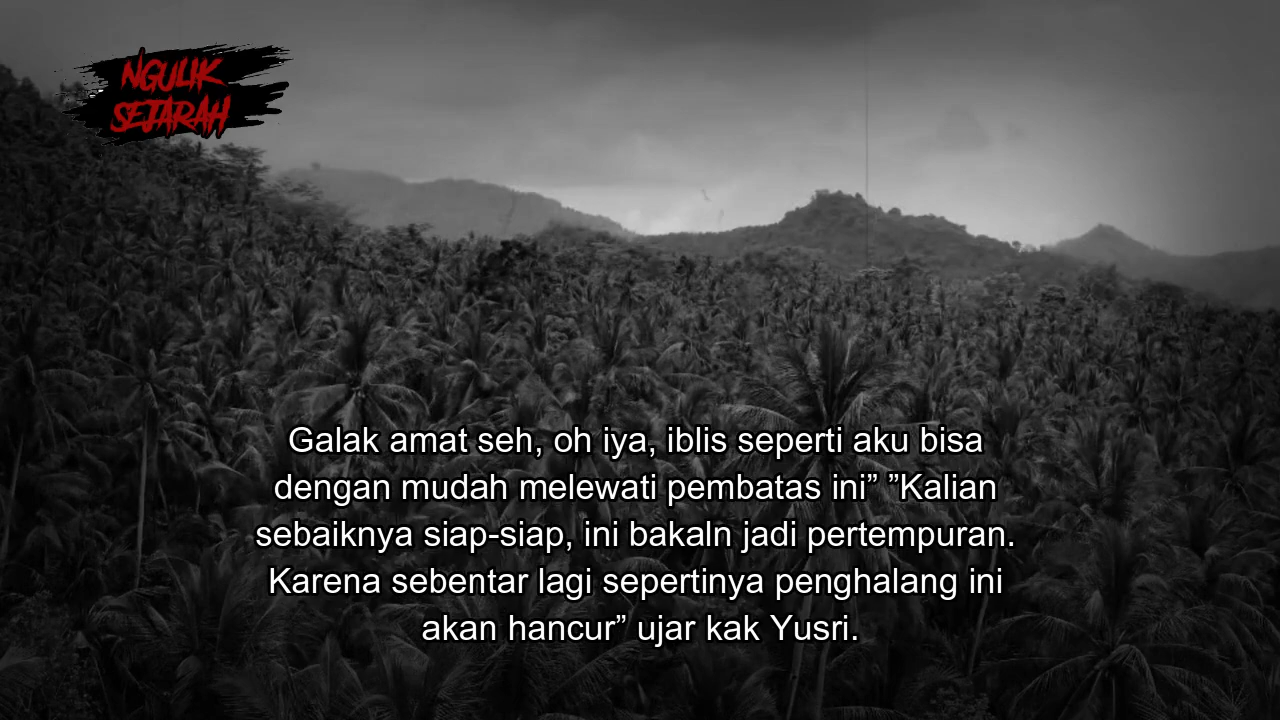 NGULIK
SEJARAH
Galak amat seh, oh iya, iblis seperti aku bisa
dengan mudah melewati pembatas ini” ”Kalian
sebaiknya siap-siap, ini bakaln jadi pertempuran.
Karena sebentar lagi sepertinya penghalang ini
akan hancur” ujar kak Yusri.